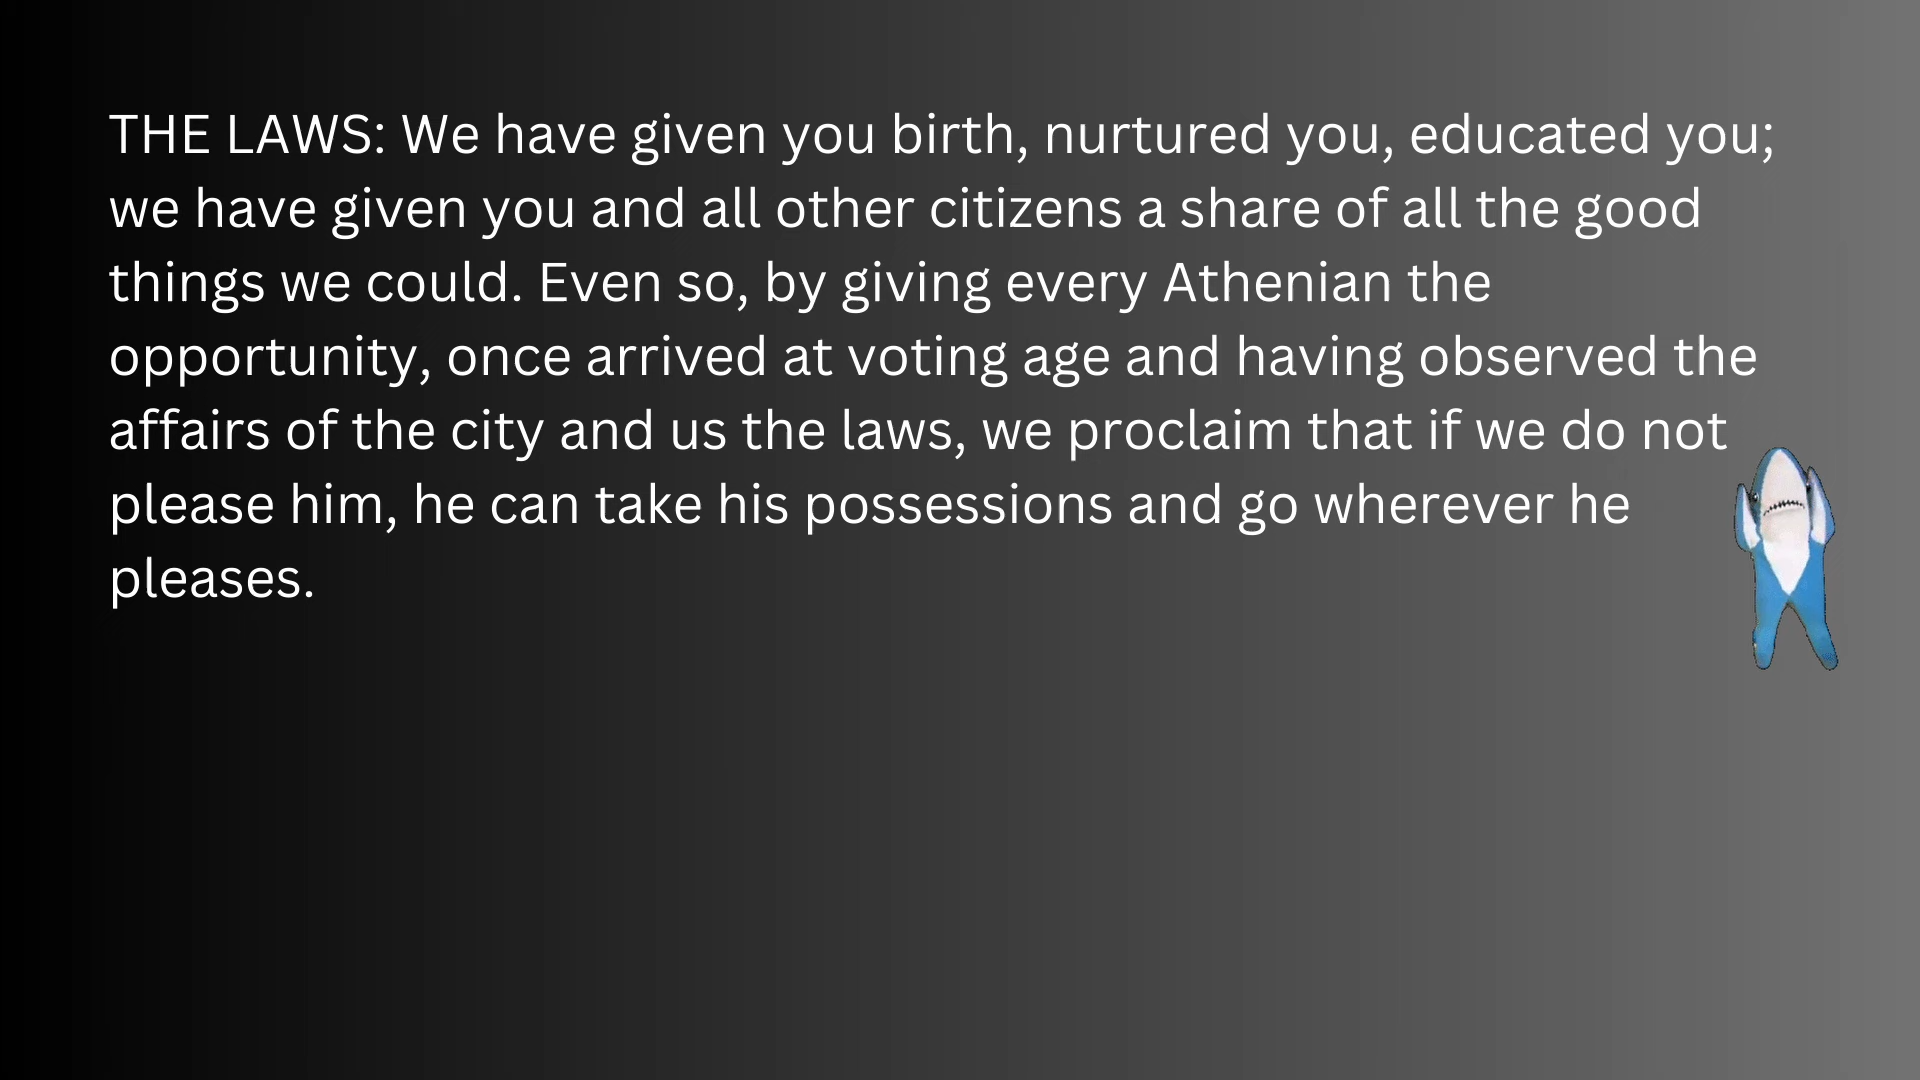 THE LAWS: We have given you birth, nurtured you, educated you;
we have given you and all other citizens a share of all the good
things we could. Even so, by giving every Athenian the
opportunity, once arrived at voting age and having observed the
affairs of the city and us the laws, we proclaim that if we do not
please him, he can take his possessions and go wherever he
pleases.